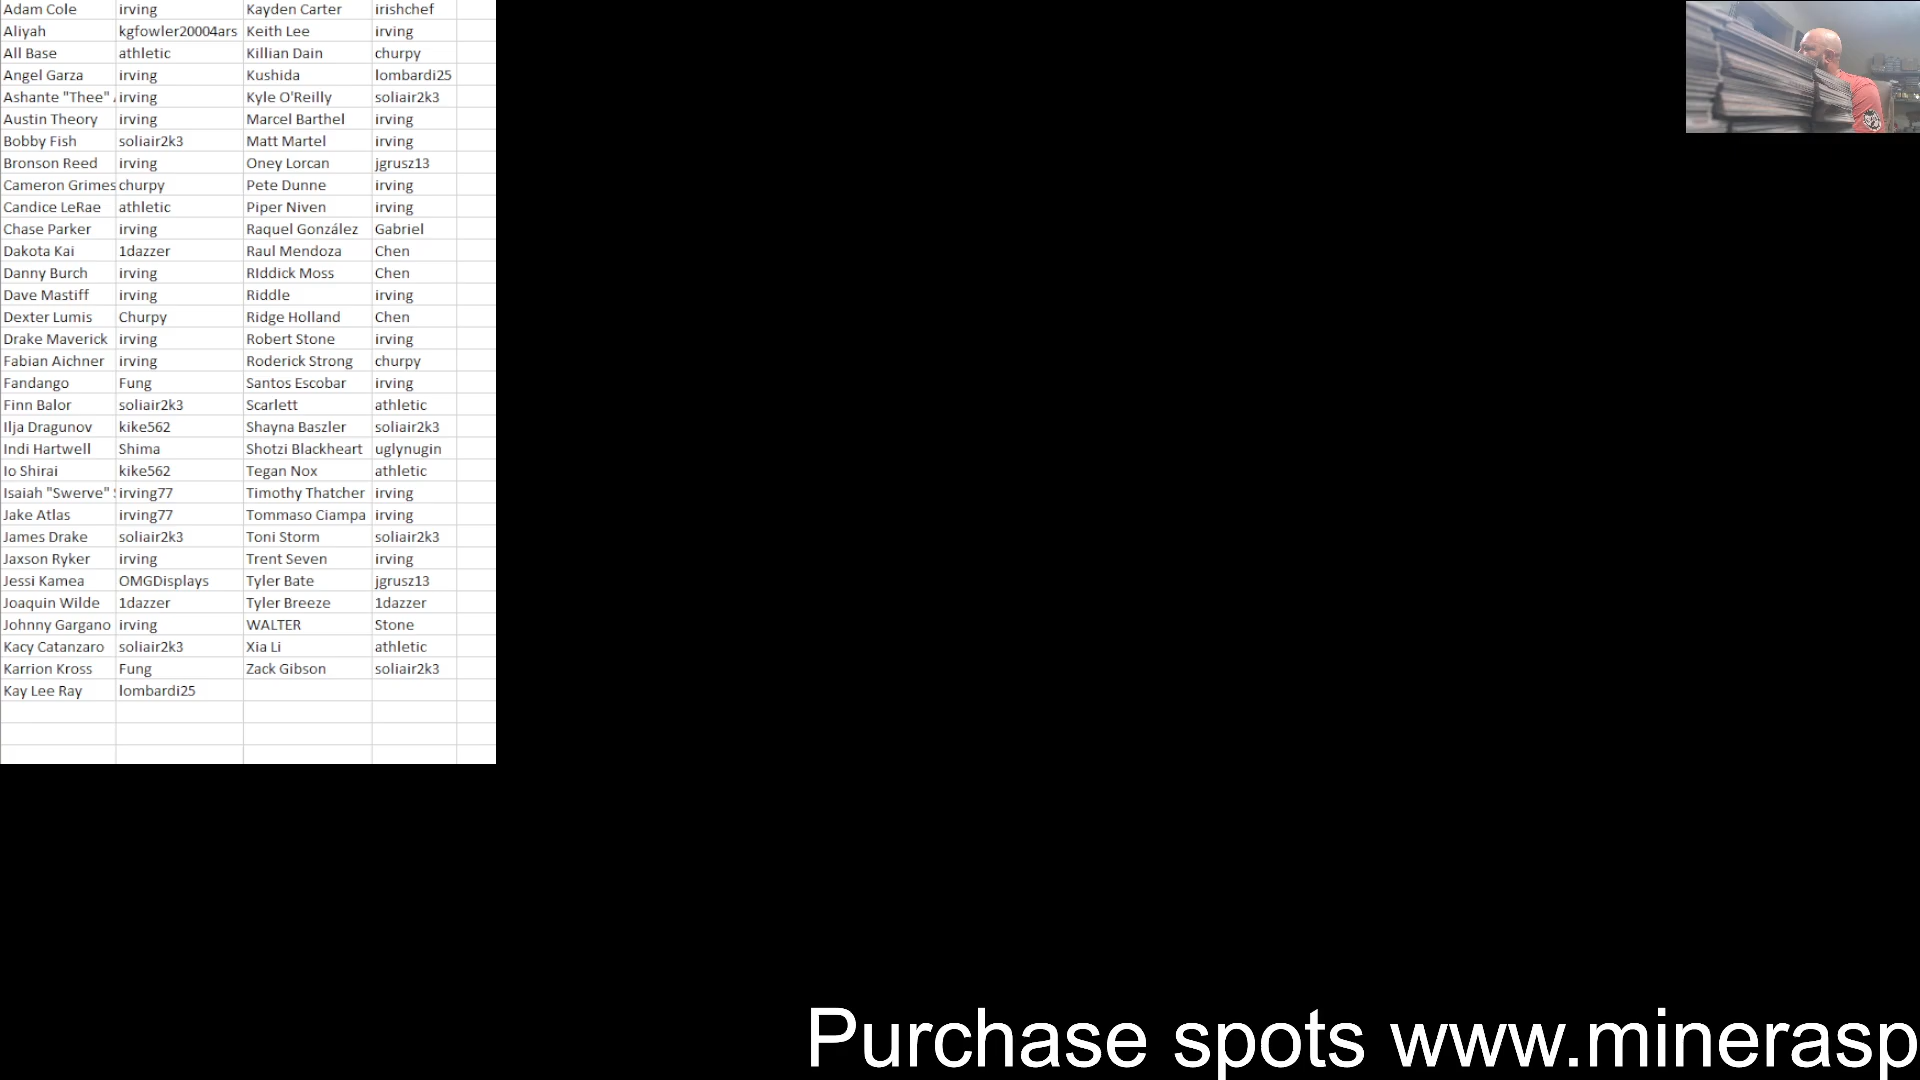 Adam Cole irving Kayden Carter irishchef
Aliyah kgfowler20004ars Keith Lee irving
All Base athletic Killian Dain churpy
Angel Garza irving Kushida lombardi25
Ashante "Thee" irving Kyle O'Reilly soliair2k3
Austin Theory irving Marcel Barthel irving
Bobby Fish soliair2k3 Matt Martel irving
Bronson Reed irving Oney Lorcan jgrusz13
Cameron Grimes churpy Pete Dunne irving
Candice LeRae athletic Piper Niven irving
Chase Parker irving Raquel González Gabriel
Dakota Kai 1dazzer Raul Mendoza Chen
Danny Burch irving RIddick Moss Chen
Dave Mastiff irving Riddle irving
Dexter Lumis Churpy Ridge Holland Chen
Drake Maverick irving Robert Stone irving
Fabian Aichner irving Roderick Strong churpy
Fandango Fung Santos Escobar irving
Finn Balor soliair2k3 Scarlett athletic
Ilja Dragunov kike562 Shayna Baszler soliair2k3
Indi Hartwell Shima Shotzi Blackheart uglynugin
Io Shirai kike562 Tegan Nox athletic
Isaiah "Swerve" irving77 Timothy Thatcher irving
Jake Atlas irving77 Tommaso Ciampa irving
James Drake soliair2k3 Toni Storm soliair2k3
Jaxson Ryker irving Trent Seven irving
Jessi Kamea OMGDisplays Tyler Bate jgrusz13
Joaquin Wilde 1dazzer Tyler Breeze 1dazzer
Johnny Gargano irving WALTER Stone
Kacy Catanzaro soliair2k3 Xia Li athletic
Karrion Kross Fung Zack Gibson soliair2k3
Kay Lee Ray lombardi25
Purchase spots www.minerasp